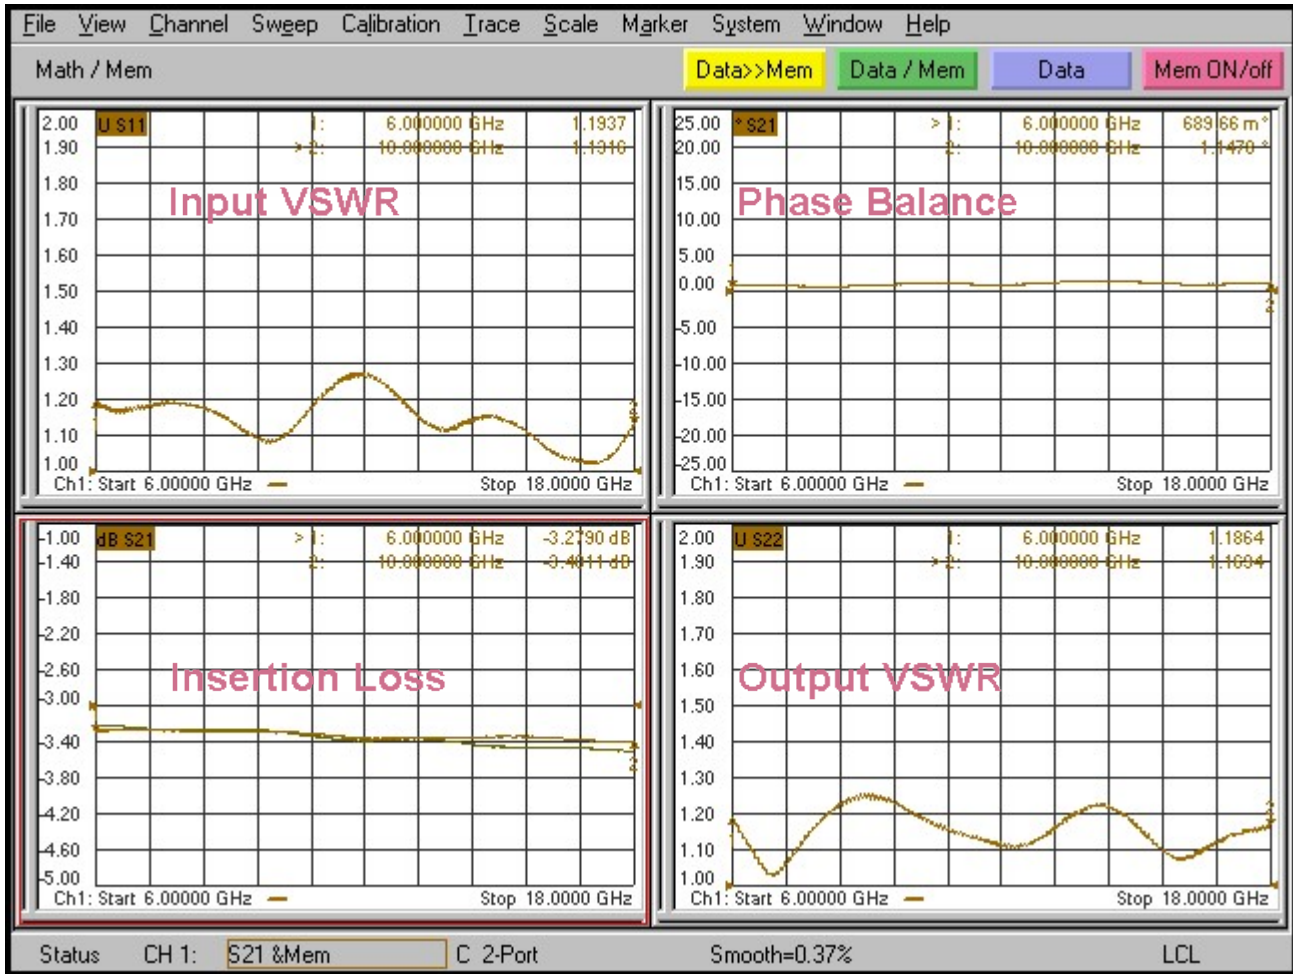 File View Channel Sweep Calibration Trace Scale Marker System Window Help
Math / Mem Data>>Mem Data / Mem Data Mem ON/off
2.00 U S11 1: 6.000000 GHz 1.1937
1.90 > 2: 10.000000 GHz 1.1316
1.80
Input VSWR
1.70
1.60
1.50
1.40
1.30
1.20
1.10
1.00
Ch1: Start 6.00000 GHz Stop 18.0000 GHz
25.00 ° S21 > 1: 6.000000 GHz 689.66 m°
20.00 2: 10.000000 GHz 1.1470 °
15.00
Phase Balance
10.00
5.00
0.00
-5.00
-10.00
-15.00
-20.00
-25.00
Ch1: Start 6.00000 GHz Stop 18.0000 GHz
-1.00 dB S21 > 1: 6.000000 GHz -3.2790 dB
-1.40 2: 10.000000 GHz -3.4011 dB
-1.80
-2.20
-2.60
Insertion Loss
-3.00
-3.40
-3.80
-4.20
-4.60
-5.00
Ch1: Start 6.00000 GHz Stop 18.0000 GHz
2.00 U S22 1: 6.000000 GHz 1.1864
1.90 > 2: 10.000000 GHz 1.1694
1.80
1.70
1.60
Output VSWR
1.50
1.40
1.30
1.20
1.10
1.00
Ch1: Start 6.00000 GHz Stop 18.0000 GHz
Status CH 1: S21 &Mem C 2-Port Smooth=0.37% LCL